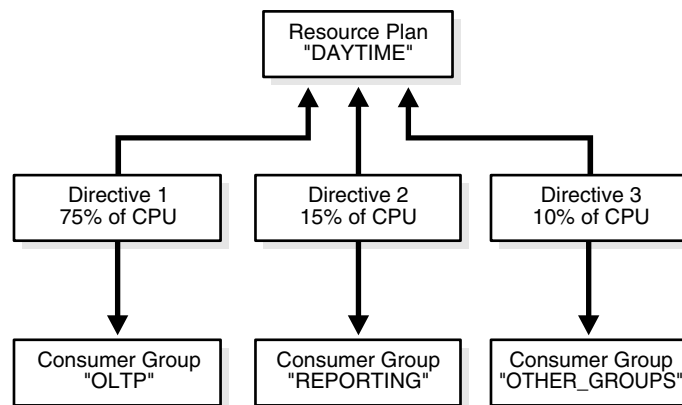 Resource Plan
"DAYTIME"
Directive 1
75% of CPU
Directive 2
15% of CPU
Directive 3
10% of CPU
Consumer Group
"OLTP"
Consumer Group
"REPORTING"
Consumer Group
"OTHER_GROUPS"